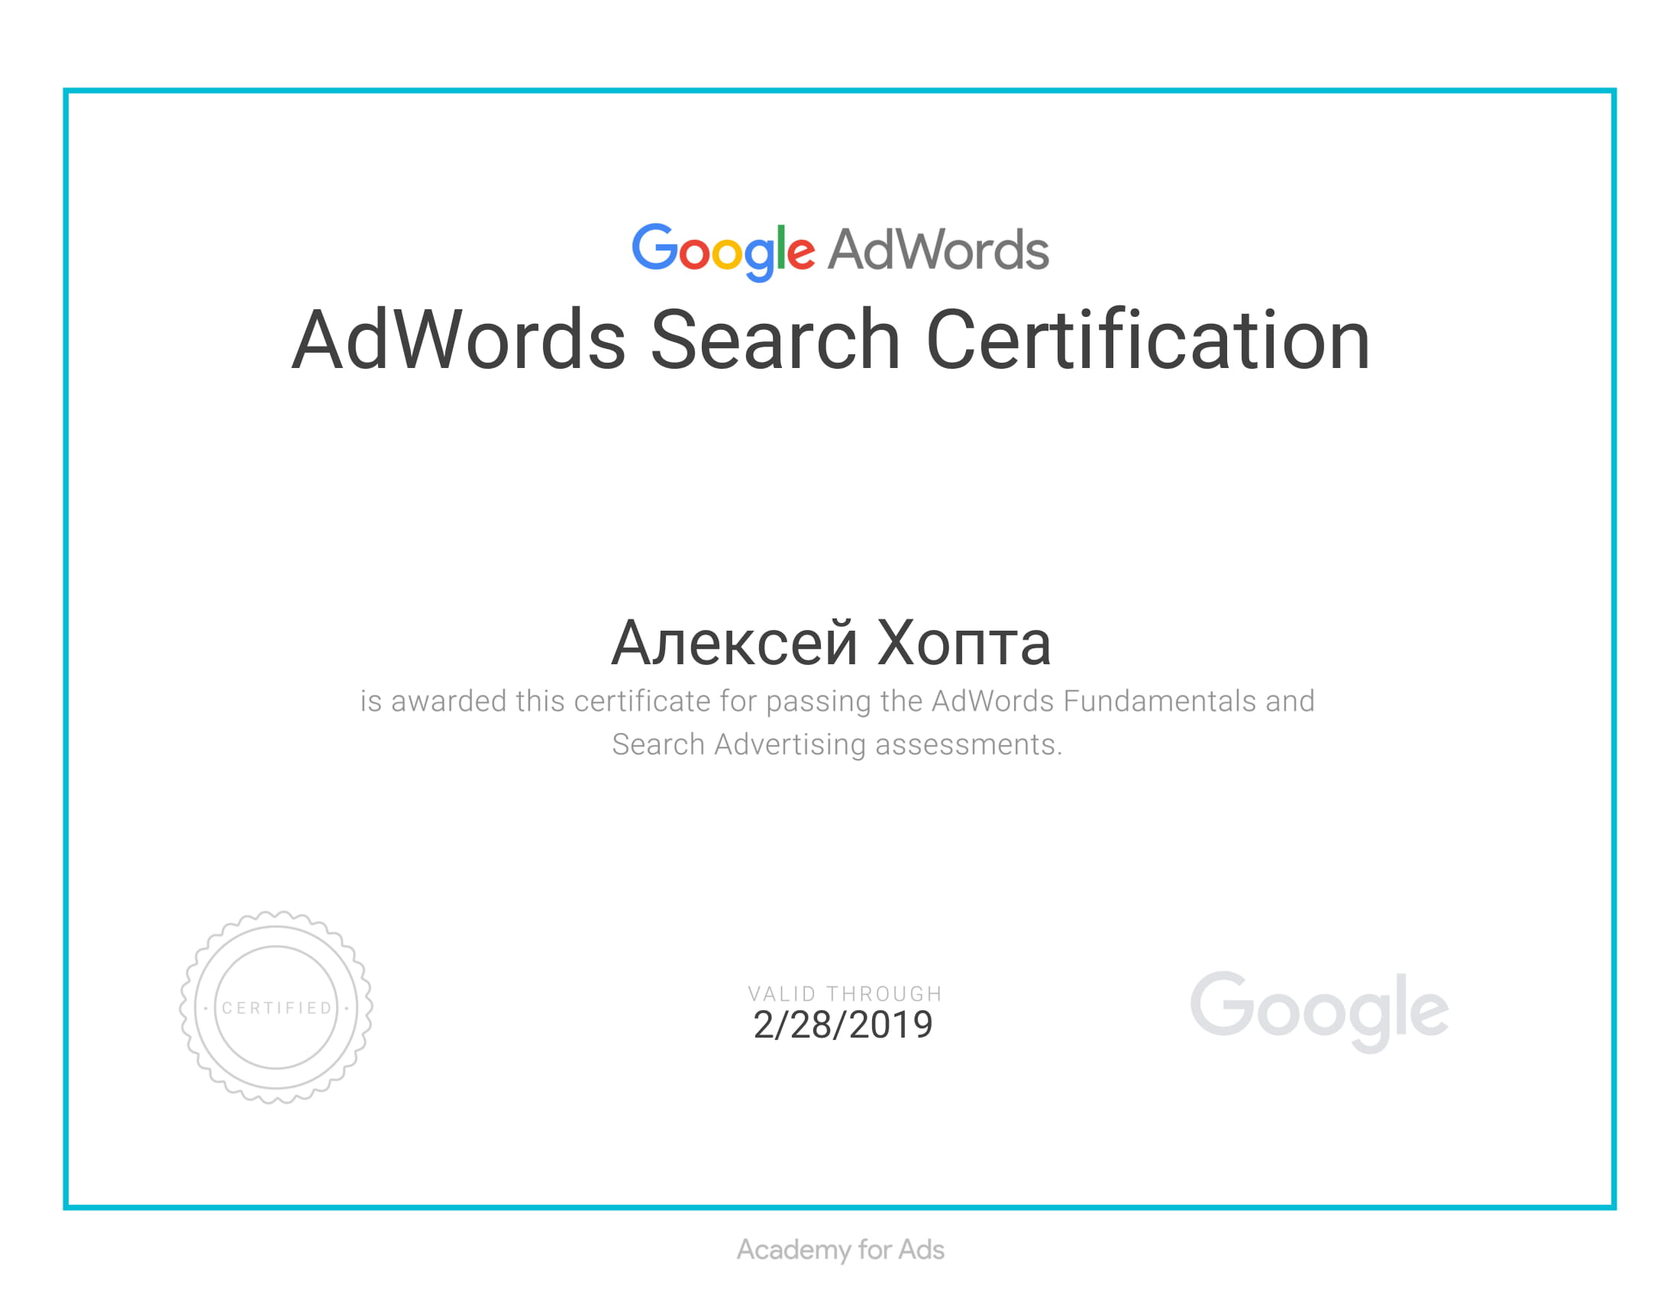 Google AdWords
AdWords Search Certification
Алексей Хопта
is awarded this certificate for passing the AdWords Fundamentals and
Search Advertising assessments.
· CERTIFIED ·
VALID THROUGH
2/28/2019
Google
Academy for Ads